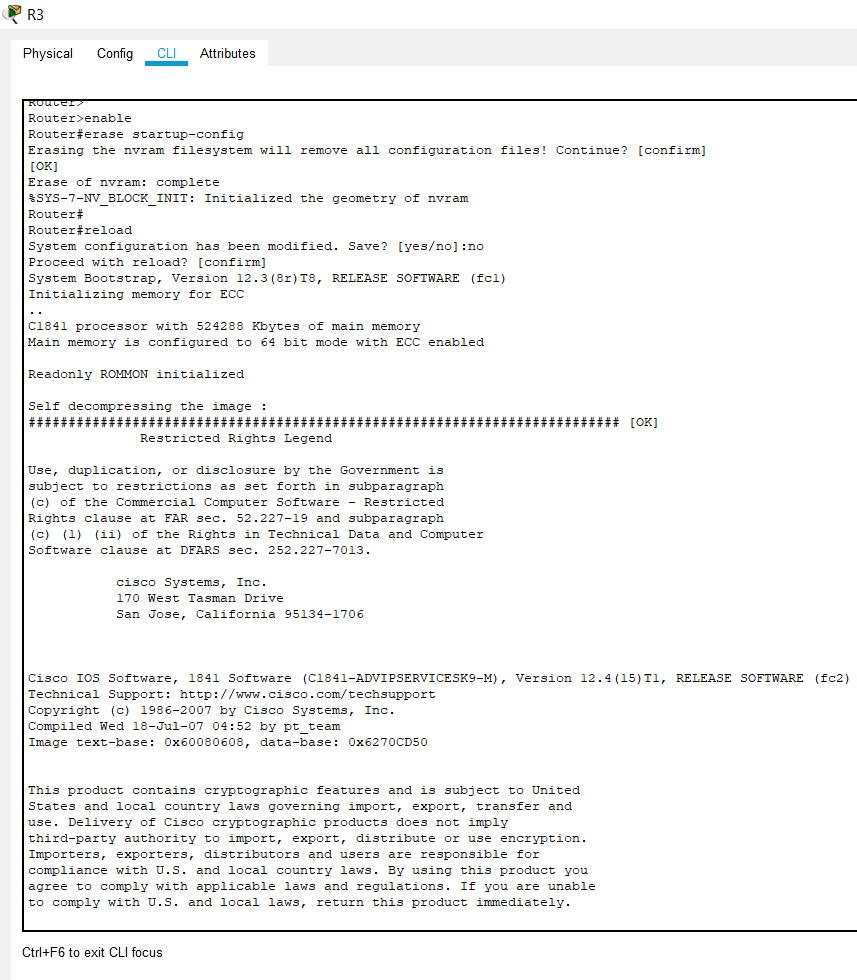 R3
Physical Config CLI Attributes
Router>
Router>enable
Router#erase startup-config
Erasing the nvram filesystem will remove all configuration files! Continue? [confirm]
[OK]
Erase of nvram: complete
%SYS-7-NV_BLOCK_INIT: Initialized the geometry of nvram
Router#
Router#reload
System configuration has been modified. Save? [yes/no]:no
Proceed with reload? [confirm]
System Bootstrap, Version 12.3(8r)T8, RELEASE SOFTWARE (fc1)
Initializing memory for ECC
..
C1841 processor with 524288 Kbytes of main memory
Main memory is configured to 64 bit mode with ECC enabled
Readonly ROMMON initialized
Self decompressing the image :
########################################################################## [OK]
Restricted Rights Legend
Use, duplication, or disclosure by the Government is
subject to restrictions as set forth in subparagraph
(c) of the Commercial Computer Software - Restricted
Rights clause at FAR sec. 52.227-19 and subparagraph
(c) (1) (ii) of the Rights in Technical Data and Computer
Software clause at DFARS sec. 252.227-7013.
cisco Systems, Inc.
170 West Tasman Drive
San Jose, California 95134-1706
Cisco IOS Software, 1841 Software (C1841-ADVIPSERVICESK9-M), Version 12.4(15)T1, RELEASE SOFTWARE (fc2)
Technical Support: http://www.cisco.com/techsupport
Copyright (c) 1986-2007 by Cisco Systems, Inc.
Compiled Wed 18-Jul-07 04:52 by pt_team
Image text-base: 0x60080608, data-base: 0x6270CD50
This product contains cryptographic features and is subject to United
States and local country laws governing import, export, transfer and
use. Delivery of Cisco cryptographic products does not imply
third-party authority to import, export, distribute or use encryption.
Importers, exporters, distributors and users are responsible for
compliance with U.S. and local country laws. By using this product you
agree to comply with applicable laws and regulations. If you are unable
to comply with U.S. and local laws, return this product immediately.
Ctrl+F6 to exit CLI focus